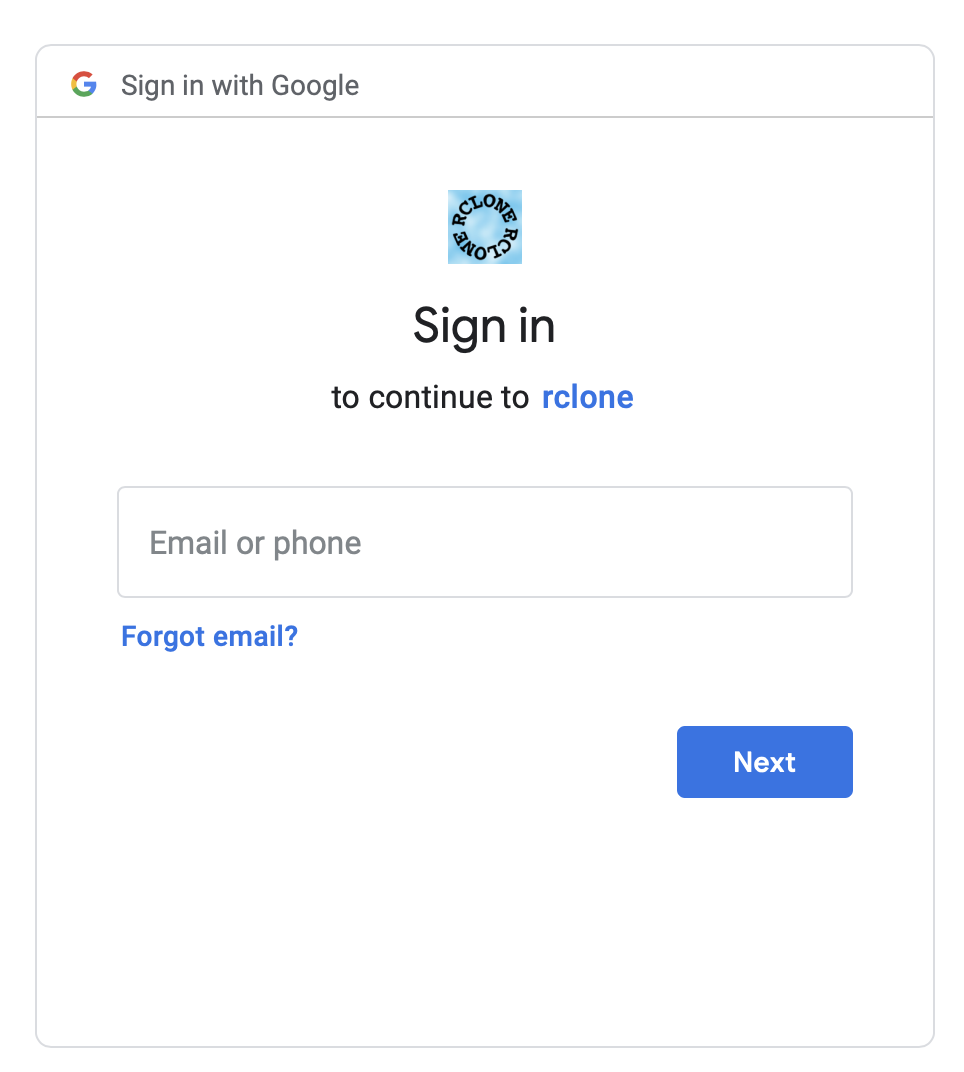 Sign in with Google
RCLONE RCLONE
Sign in
to continue to rclone
Email or phone
Forgot email?
Next